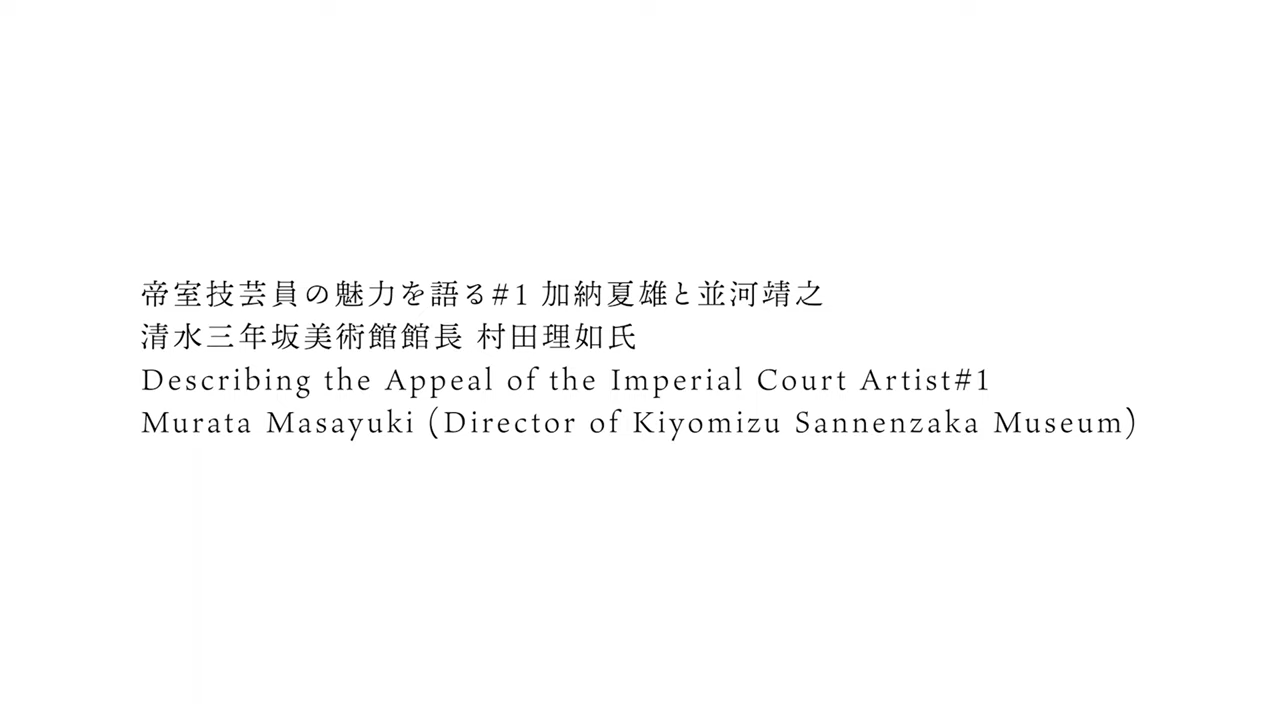 帝室技芸員の魅力を語る#1 加納夏雄と並河靖之
清水三年坂美術館館長 村田理如氏
Describing the Appeal of the Imperial Court Artist#1
Murata Masayuki (Director of Kiyomizu Sannenzaka Museum)